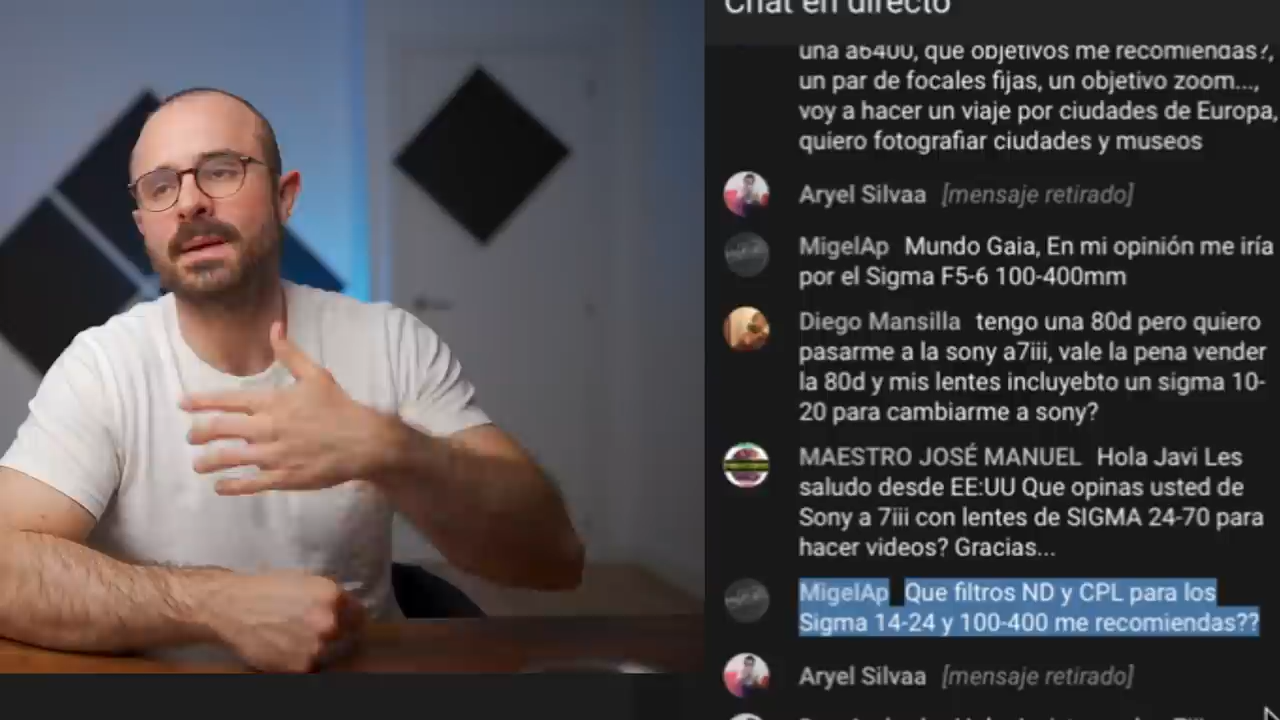 Chat en directo
una a6400, que objetivos me recomiendas?,
un par de focales fijas, un objetivo zoom...,
voy a hacer un viaje por ciudades de Europa,
quiero fotografiar ciudades y museos
Aryel Silvaa [mensaje retirado]
MigelAp Mundo Gaia, En mi opinión me iría
por el Sigma F5-6 100-400mm
Diego Mansilla tengo una 80d pero quiero
pasarme a la sony a7iii, vale la pena vender
la 80d y mis lentes incluyebto un sigma 10-
20 para cambiarme a sony?
MAESTRO JOSÉ MANUEL Hola Javi Les
saludo desde EE:UU Que opinas usted de
Sony a 7iii con lentes de SIGMA 24-70 para
hacer videos? Gracias...
MigelAp Que filtros ND y CPL para los
Sigma 14-24 y 100-400 me recomiendas??
Aryel Silvaa [mensaje retirado]